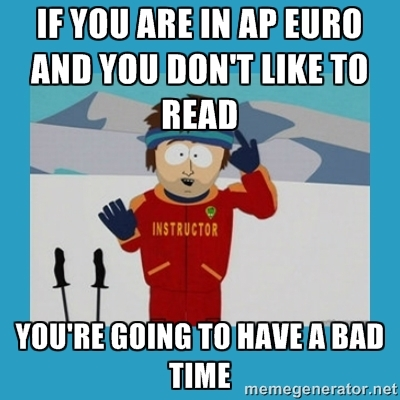 IF YOU ARE IN AP EURO
AND YOU DON'T LIKE TO
READ
INSTRUCTOR
YOU'RE GOING TO HAVE A BAD
TIME
memegenerator.net